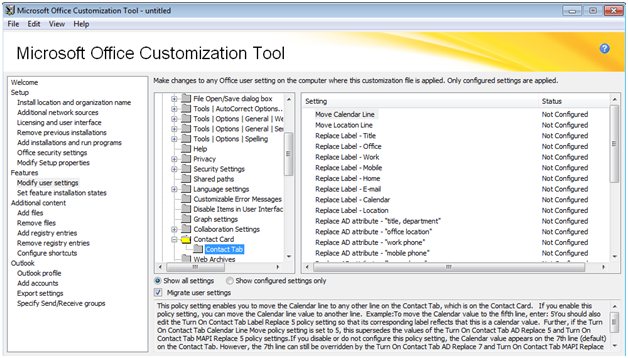 Microsoft Office Customization Tool - untitled
File Edit View Help
Microsoft Office Customization Tool
Welcome
Setup
Install location and organization name
Additional network sources
Licensing and user interface
Remove previous installations
Add installations and run programs
Office security settings
Modify Setup properties
Features
Modify user settings
Set feature installation states
Additional content
Add files
Remove files
Add registry entries
Remove registry entries
Configure shortcuts
Outlook
Outlook profile
Add accounts
Export settings
Specify Send/Receive groups
Make changes to any Office user setting on the computer where this customization file is applied. Only configured settings are applied.
File Open/Save dialog box
Tools | AutoCorrect Options...
Tools | Options | General | We
Tools | Options | General | Se
Tools | Options | Spelling
Help
Privacy
Security Settings
Shared paths
Language settings
Customizable Error Messages
Disable Items in User Interfac
Graph settings
Collaboration Settings
Contact Card
Contact Tab
Web Archives
Setting Status
Move Calendar Line Not Configured
Move Location Line Not Configured
Replace Label - Title Not Configured
Replace Label - Office Not Configured
Replace Label - Work Not Configured
Replace Label - Mobile Not Configured
Replace Label - Home Not Configured
Replace Label - E-mail Not Configured
Replace Label - Calendar Not Configured
Replace Label - Location Not Configured
Replace AD attribute - "title, department" Not Configured
Replace AD attribute - "office location" Not Configured
Replace AD attribute - "work phone" Not Configured
Replace AD attribute - "mobile phone" Not Configured
Show all settings Show configured settings only
Migrate user settings
This policy setting enables you to move the Calendar Line to any other line on the Contact Tab, which is on the Contact Card. If you enable this
policy setting, you can move the Calendar Line value to another line. Example:To move the Calendar value to the fifth line, enter: 5You should also
edit the Turn On Contact Tab Label Replace 5 policy setting so that its corresponding label reflects that this is a calendar value. Further, if the Turn
On Contact Tab Calendar Line Move policy setting is set to 5, this supersedes the values of the Turn On Contact Tab AD Replace 5 and Turn On
Contact Tab MAPI Replace 5 policy settings.If you disable or do not configure this policy setting, the Calendar value appears on the 7th line (default)
on the Contact Tab. However, the 7th line can still be overridden by the Turn On Contact Tab AD Replace 7 and Turn On Contact Tab MAPI Replace